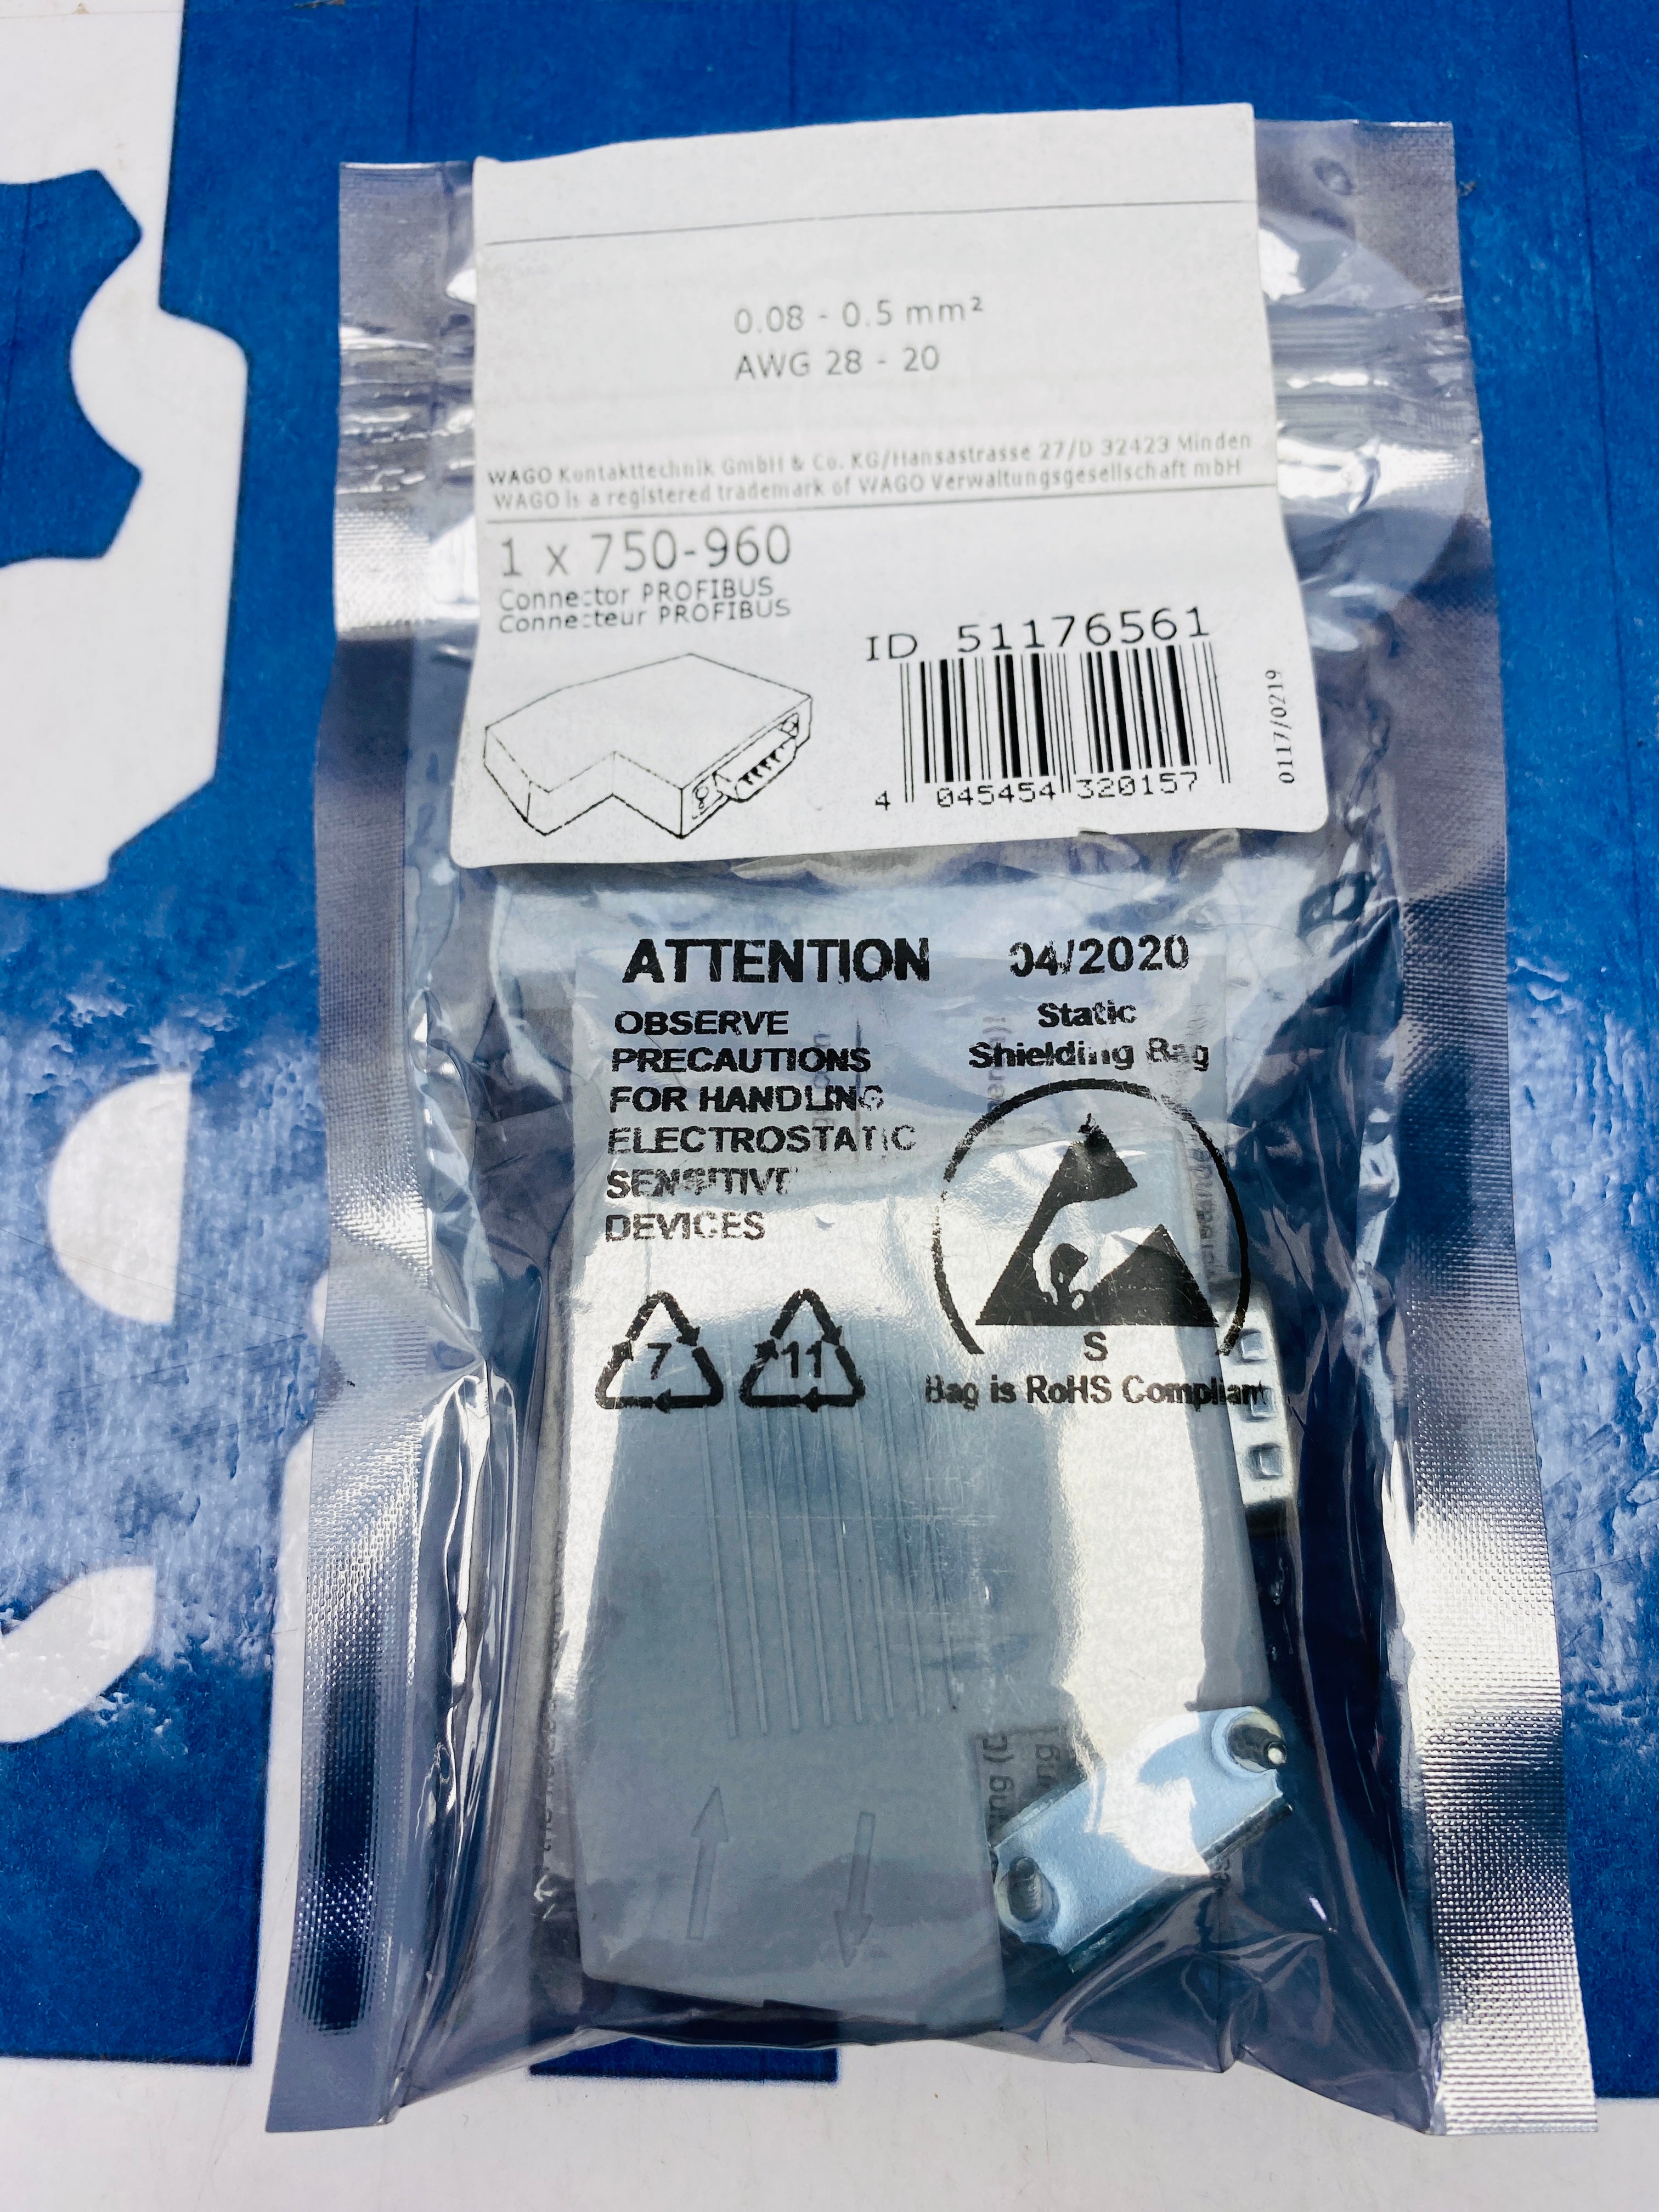 0.08 - 0.5 mm²
AWG 28 - 20
WAGO Kontakttechnik GmbH & Co. KG/Hansastrasse 27/D 32423 Minden
WAGO is a registered trademark of WAGO Verwaltungsgesellschaft mbH
1 x 750-960
Connector PROFIBUS
Connecteur PROFIBUS
ID 51176561
4 045454 320157
0117/0219
ATTENTION
OBSERVE
PRECAUTIONS
FOR HANDLING
ELECTROSTATIC
SENSITIVE
DEVICES
7
11
04/2020
Static
Shielding Bag
S
Bag is RoHS Compliant